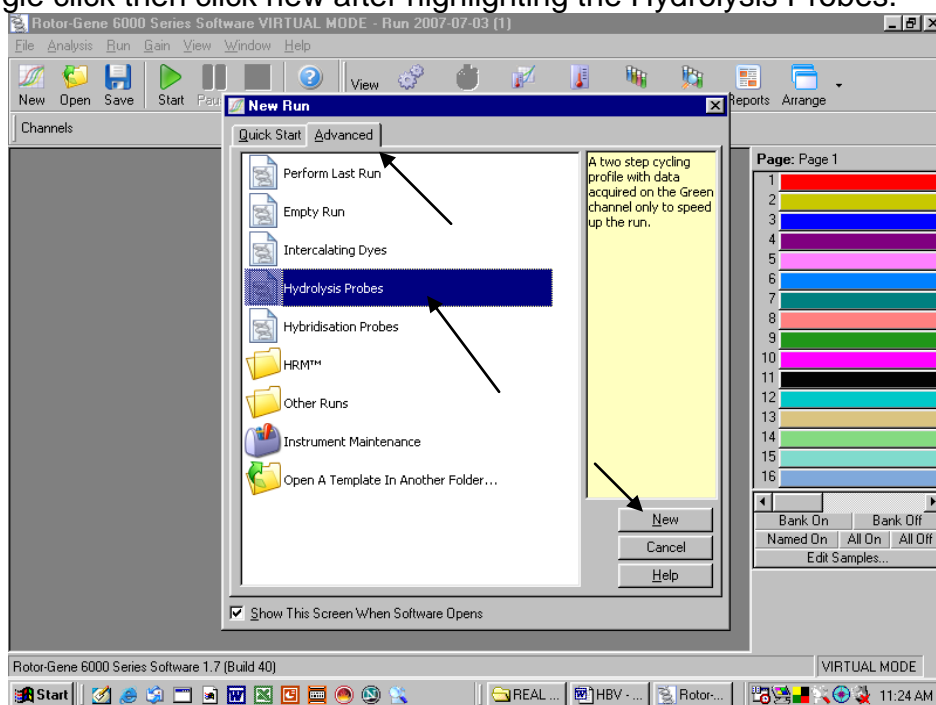 gle click then click new after highlighting the Hydrolysis Probes.
Rotor-Gene 6000 Series Software VIRTUAL MODE - Run 2007-07-03 (1)
File Analysis Run Gain View Window Help
New Open Save Start View Reports Arrange
Channels
New Run
Quick Start Advanced
Perform Last Run
Empty Run
Intercalating Dyes
Hydrolysis Probes
Hybridisation Probes
HRM™
Other Runs
Instrument Maintenance
Open A Template In Another Folder...
A two step cycling
profile with data
acquired on the Green
channel only to speed
up the run.
New
Cancel
Help
Show This Screen When Software Opens
Page: Page 1
1
2
3
4
5
6
7
8
9
10
11
12
13
14
15
16
Bank On Bank Off
Named On All On All Off
Edit Samples...
Rotor-Gene 6000 Series Software 1.7 (Build 40) VIRTUAL MODE
Start REAL ... HBV - ... Rotor-... 11:24 AM